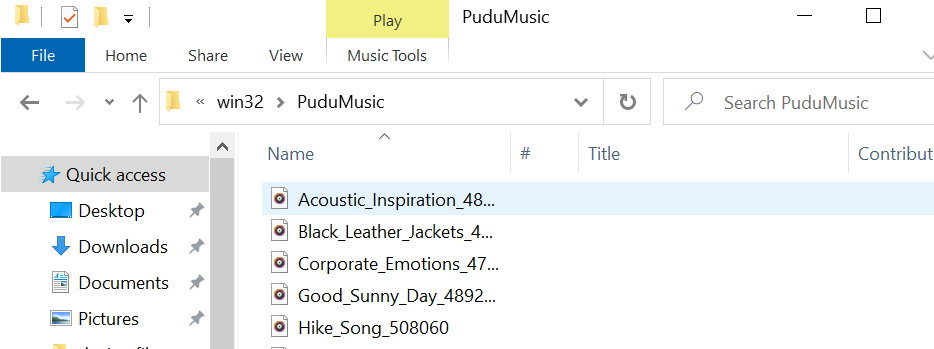 Play
PuduMusic
File
Home
Share
View
Music Tools
« win32 > PuduMusic
Search PuduMusic
Name
#
Title
Contribut
Quick access
Desktop
Downloads
Documents
Pictures
Acoustic_Inspiration_48...
Black_Leather_Jackets_4...
Corporate_Emotions_47...
Good_Sunny_Day_4892...
Hike_Song_508060